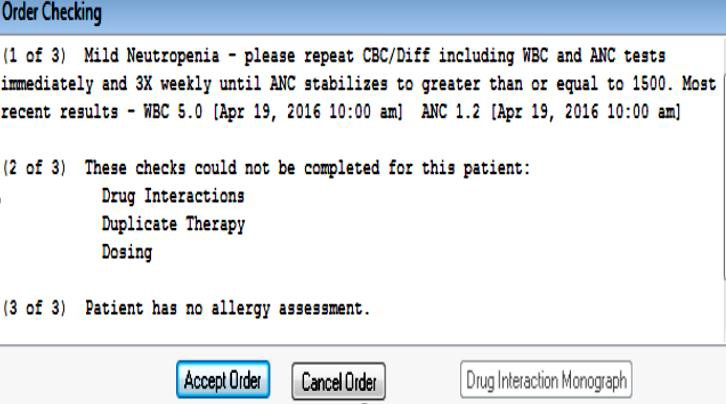 Order Checking
(1 of 3) Mild Neutropenia - please repeat CBC/Diff including WBC and ANC tests
immediately and 3X weekly until ANC stabilizes to greater than or equal to 1500. Most
recent results - WBC 5.0 [Apr 19, 2016 10:00 am] ANC 1.2 [Apr 19, 2016 10:00 am]
(2 of 3) These checks could not be completed for this patient:
Drug Interactions
Duplicate Therapy
Dosing
(3 of 3) Patient has no allergy assessment.
Accept Order Cancel Order Drug Interaction Monograph